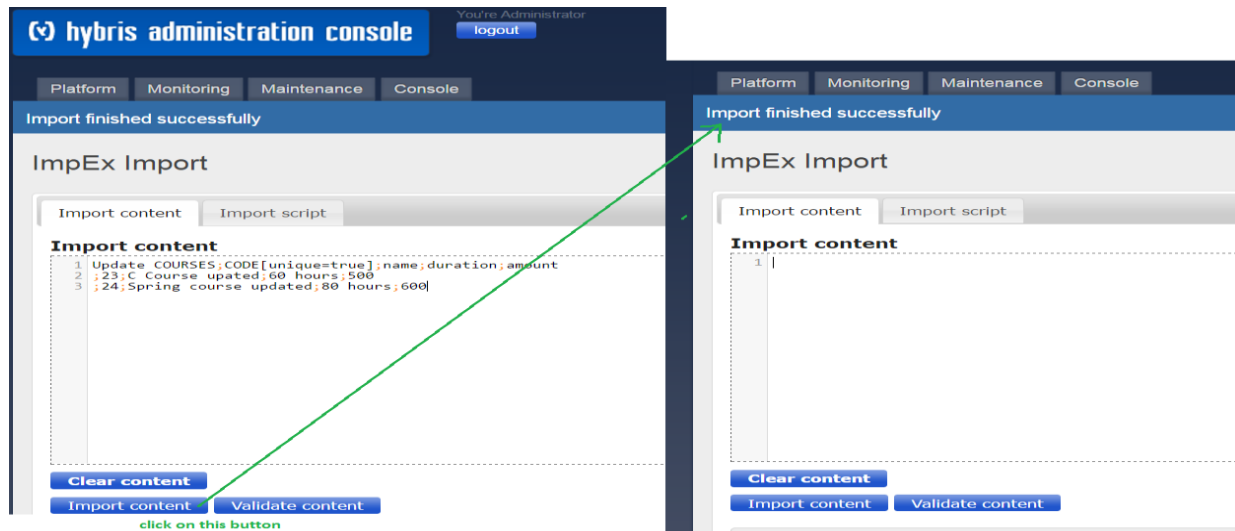 You're Administrator
(y) hybris administration console
logout
Platform Monitoring Maintenance Console
Import finished successfully
ImpEx Import
Import content Import script
Import content
1 Update COURSES;CODE[unique=true];name;duration;amount
2 ;23;C Course upated;60 hours;500
3 ;24;Spring course updated;80 hours;600
Clear content
Import content Validate content
click on this button
Platform Monitoring Maintenance Console
Import finished successfully
ImpEx Import
Import content Import script
Import content
1
Clear content
Import content Validate content